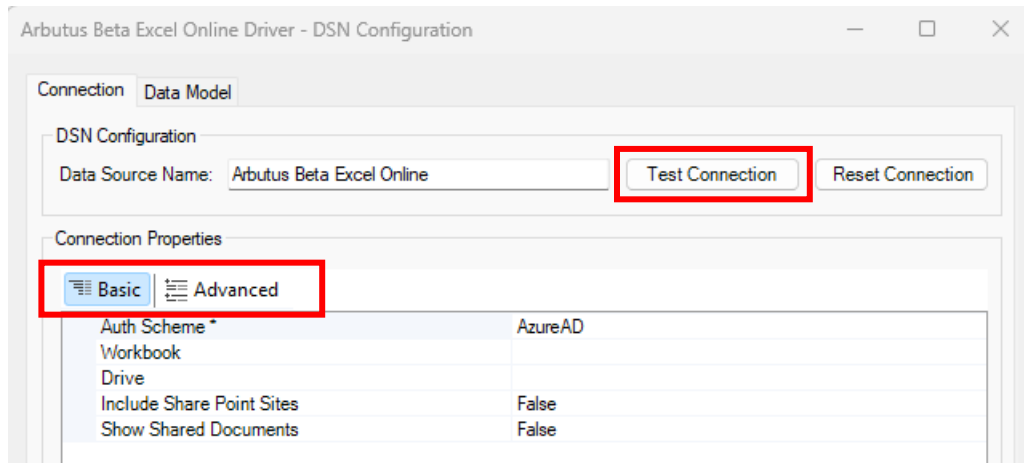 Arbutus Beta Excel Online Driver - DSN Configuration
Connection Data Model
DSN Configuration
Data Source Name: Arbutus Beta Excel Online Test Connection Reset Connection
Connection Properties
Basic Advanced
Auth Scheme * AzureAD
Workbook
Drive
Include Share Point Sites False
Show Shared Documents False